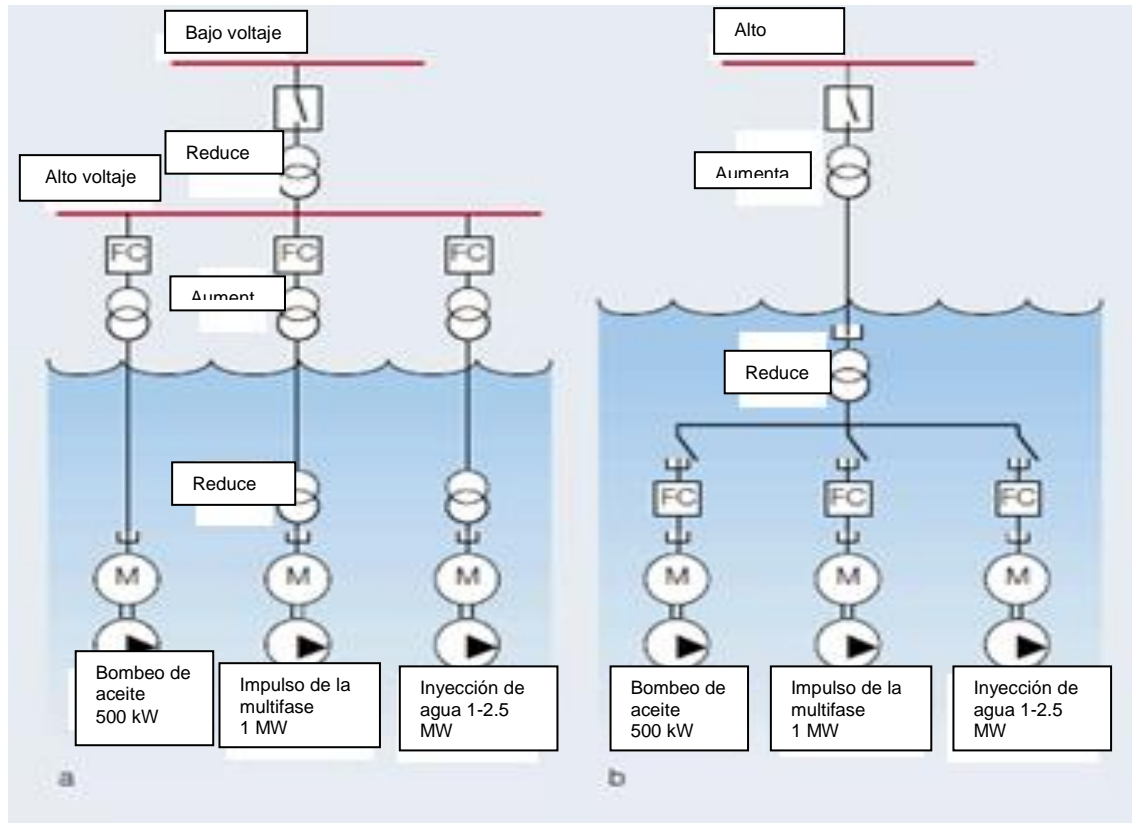 Bajo voltaje
Reduce
Alto voltaje
FC
FC
FC
Aument
Reduce
M
M
M
Bombeo de
aceite
500 kW
Impulso de la
multifase
1 MW
Inyección de
agua 1-2.5
MW
a
Alto
Aumenta
Reduce
FC
FC
FC
M
M
M
Bombeo de
aceite
500 kW
Impulso de la
multifase
1 MW
Inyección de
agua 1-2.5
MW
b